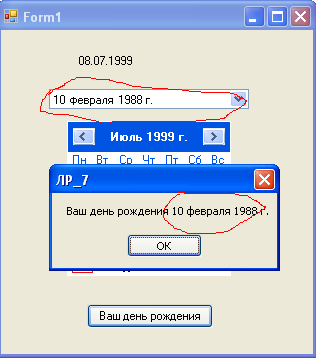 Form1
08.07.1999
10 февраля 1988 г.
Июль 1999 г.
Пн Вт Ср Чт Пт Сб Вс
ЛР_7
Ваш день рождения 10 февраля 1988 г.
OK
Ваш день рождения